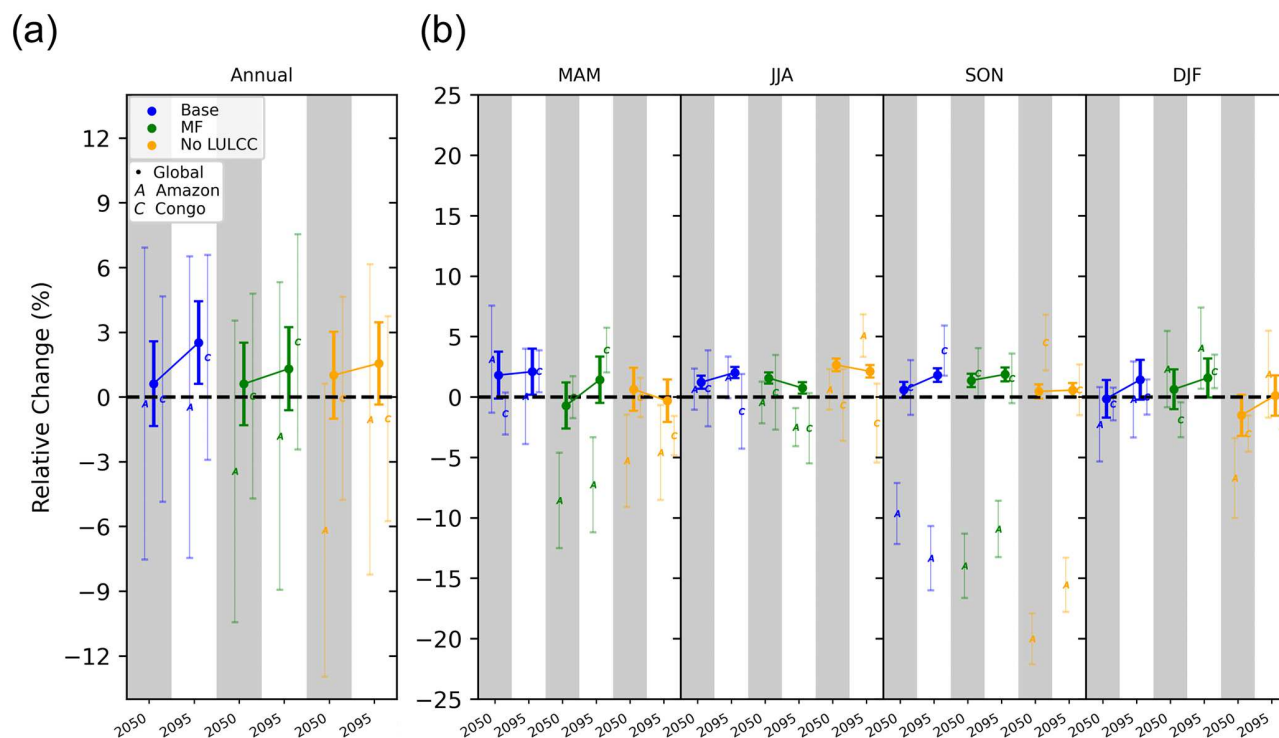 (a)
(b)
Annual
MAM
JJA
SON
DJF
Base
MF
No LULCC
Global
A Amazon
C Congo
Relative Change (%)
12
9
6
3
0
−3
−6
−9
−12
25
20
15
10
5
0
−5
−10
−15
−20
−25
2050 2095 2050 2095 2050 2095
2050 2095 2050 2095 2050 2095 2050 2095 2050 2095 2050 2095 2050 2095 2050 2095 2050 2095 2050 2095 2050 2095 2050 2095